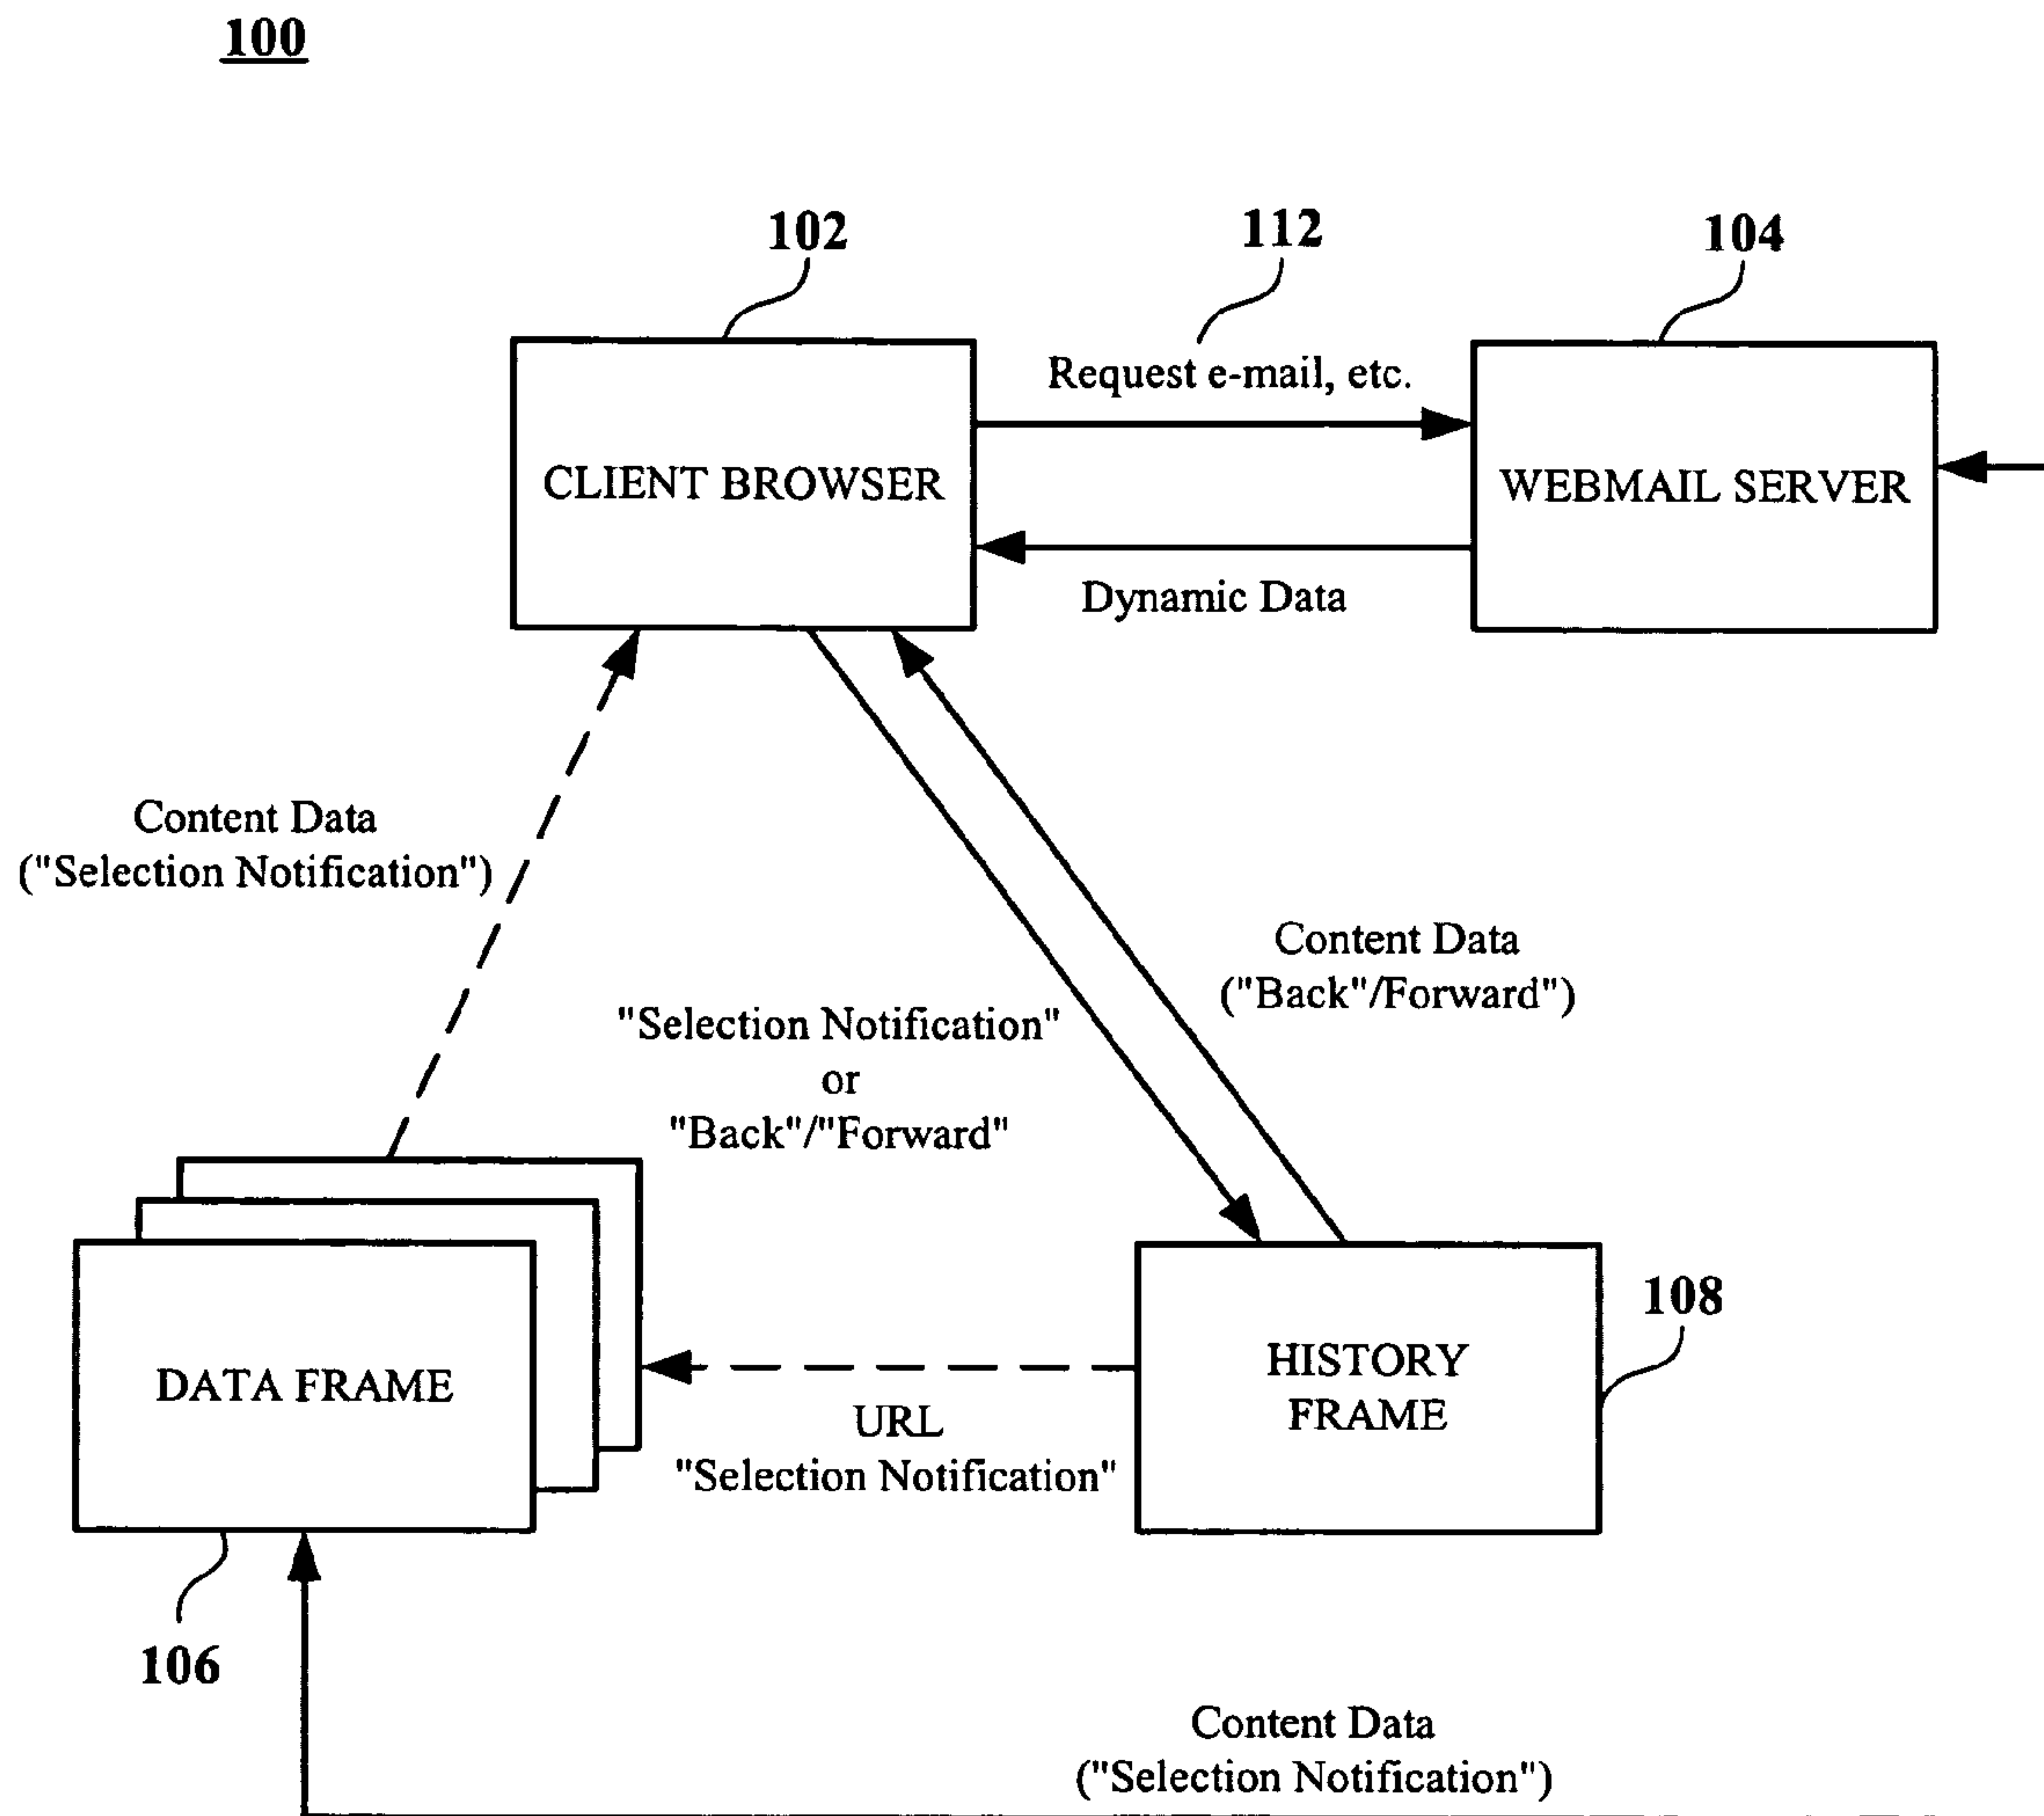 100
102
112
104
Request e-mail, etc.
CLIENT BROWSER
WEBMAIL SERVER
Dynamic Data
Content Data
("Selection Notification")
Content Data
("Back"/Forward")
"Selection Notification"
or
"Back"/"Forward"
108
HISTORY
FRAME
DATA FRAME
URL
"Selection Notification"
106
Content Data
("Selection Notification")